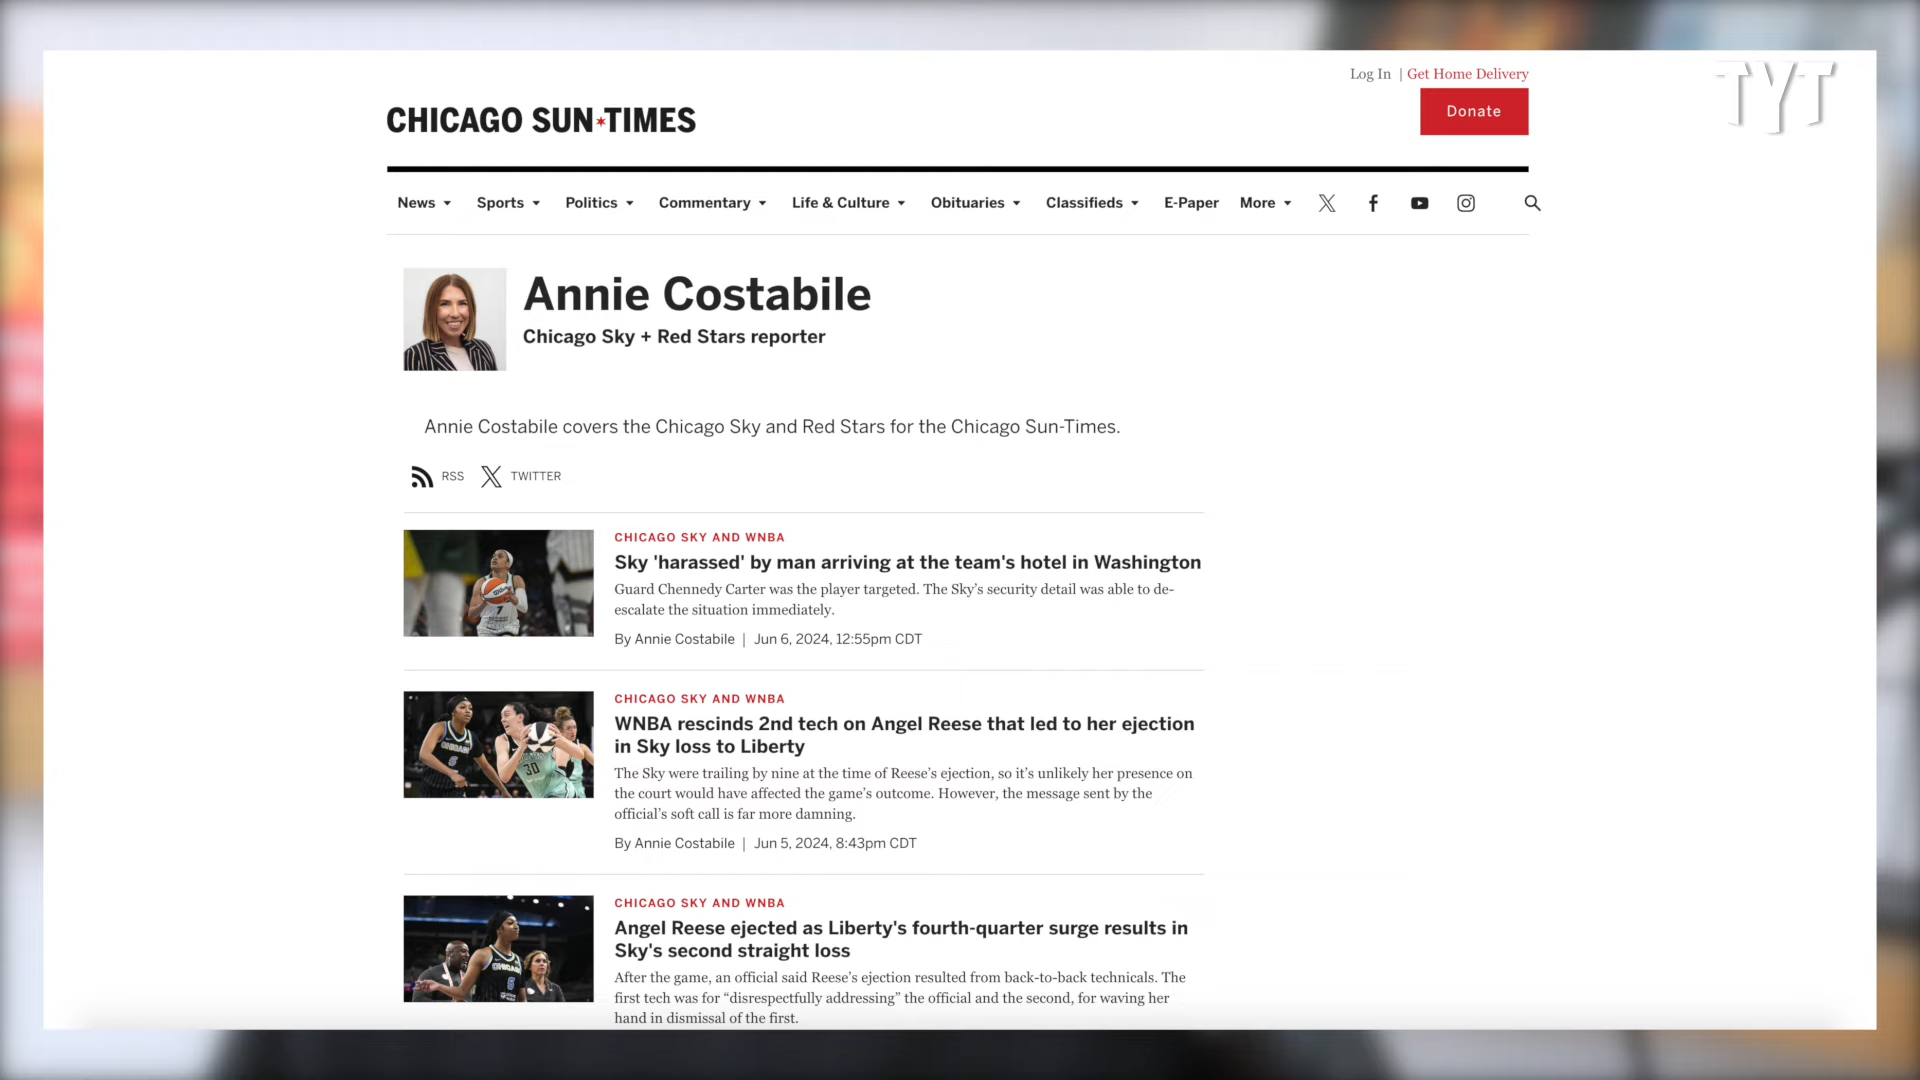 TYT
Log In | Get Home Delivery
Donate
CHICAGO SUN*TIMES
News Sports Politics Commentary Life & Culture Obituaries Classifieds E-Paper More
Annie Costabile
Chicago Sky + Red Stars reporter
Annie Costabile covers the Chicago Sky and Red Stars for the Chicago Sun-Times.
RSS TWITTER
CHICAGO SKY AND WNBA
Sky 'harassed' by man arriving at the team's hotel in Washington
Guard Chennedy Carter was the player targeted. The Sky’s security detail was able to de-
escalate the situation immediately.
By Annie Costabile | Jun 6, 2024, 12:55pm CDT
7
CHICAGO SKY AND WNBA
WNBA rescinds 2nd tech on Angel Reese that led to her ejection
in Sky loss to Liberty
The Sky were trailing by nine at the time of Reese’s ejection, so it’s unlikely her presence on
the court would have affected the game’s outcome. However, the message sent by the
official’s soft call is far more damning.
By Annie Costabile | Jun 5, 2024, 8:43pm CDT
CHICAGO
5
30
CHICAGO SKY AND WNBA
Angel Reese ejected as Liberty's fourth-quarter surge results in
Sky's second straight loss
After the game, an official said Reese’s ejection resulted from back-to-back technicals. The
first tech was for “disrespectfully addressing” the official and the second, for waving her
hand in dismissal of the first.
CHICAGO
5